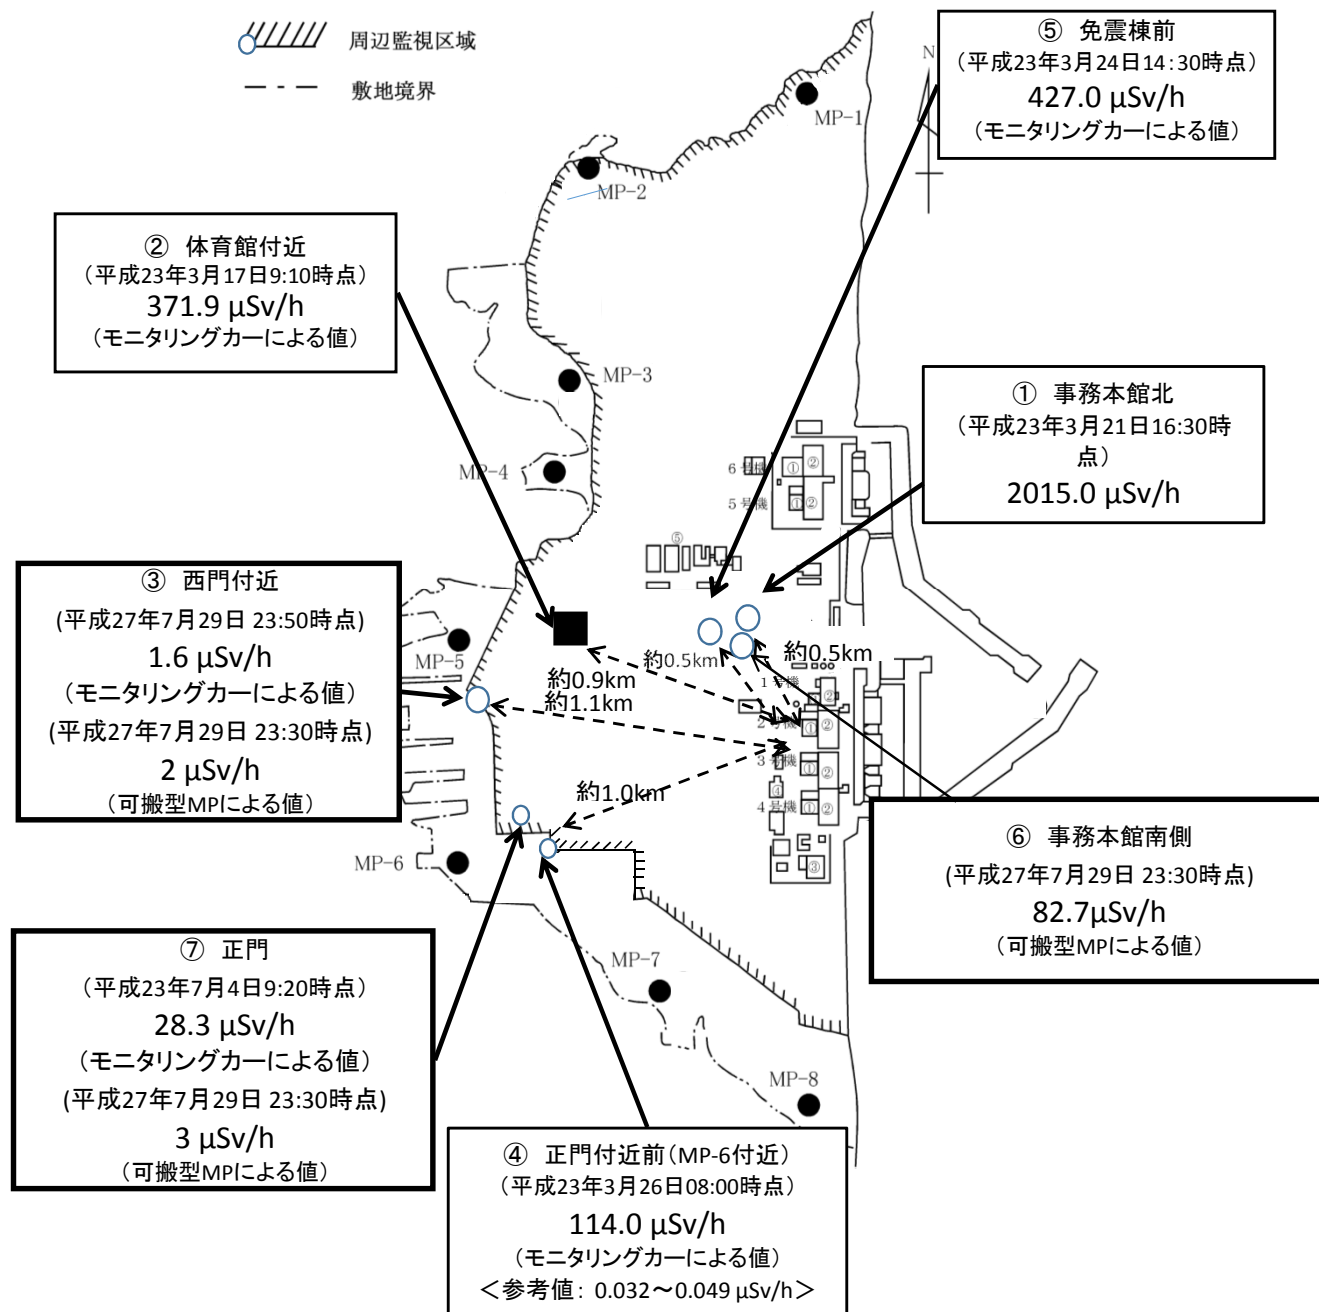 周辺監視区域
敷地境界
N
⑤ 免震棟前
（平成23年3月24日14：30時点）
427.0 μSv/h
（モニタリングカーによる値）
MP-1
MP-2
② 体育館付近
（平成23年3月17日9:10時点）
371.9 μSv/h
（モニタリングカーによる値）
MP-3
① 事務本館北
（平成23年3月21日16:30時
点）
2015.0 μSv/h
MP-4
6号機
①
②
5号機
①
②
⑤
③ 西門付近
(平成27年7月29日 23:50時点)
1.6 μSv/h
（モニタリングカーによる値）
(平成27年7月29日 23:30時点)
2 μSv/h
（可搬型MPによる値）
MP-5
約0.5km
約0.5km
約0.9km
約1.1km
1号機
②
2号機
①
②
3号機
①
②
④
約1.0km
4号機
①
②
③
MP-6
⑥ 事務本館南側
(平成27年7月29日 23:30時点)
82.7μSv/h
（可搬型MPによる値）
⑦ 正門
（平成23年7月4日9:20時点）
28.3 μSv/h
（モニタリングカーによる値）
(平成27年7月29日 23:30時点)
3 μSv/h
（可搬型MPによる値）
MP-7
MP-8
④ 正門付近前（MP-6付近）
（平成23年3月26日08:00時点）
114.0 μSv/h
（モニタリングカーによる値）
＜参考値： 0.032～0.049 μSv/h＞